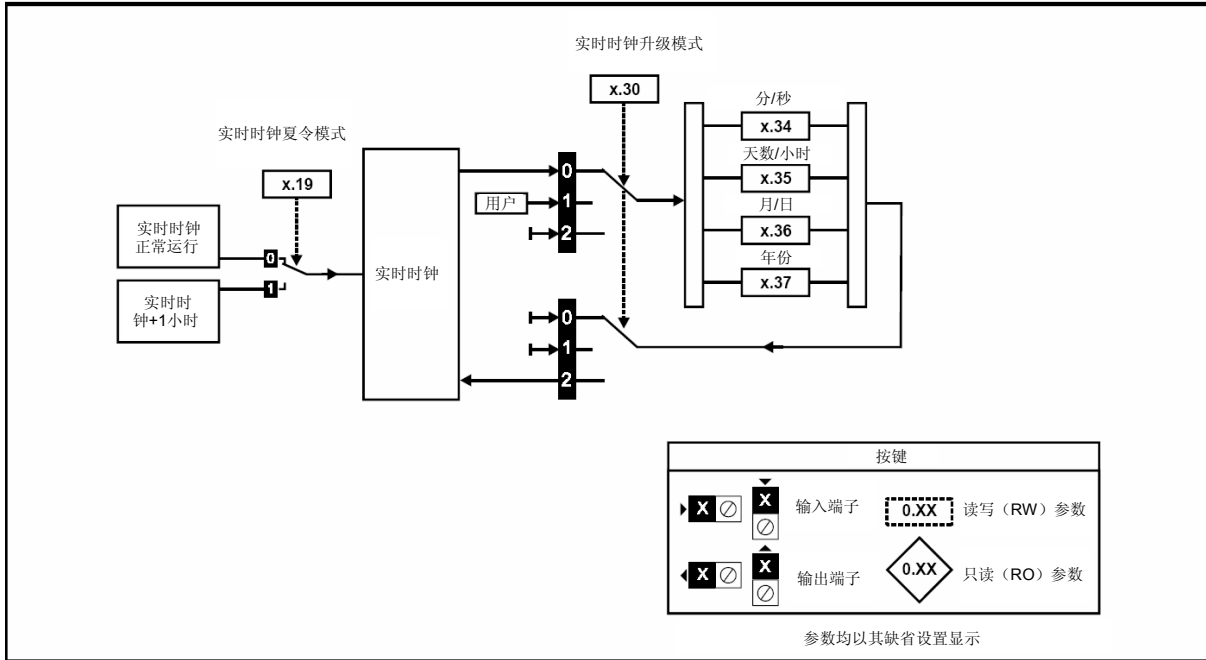 实时时钟升级模式
x.30
分/秒
x.34
天数/小时
x.35
月/日
x.36
年份
x.37
实时时钟夏令模式
x.19
实时时钟
正常运行
0
实时时
钟+1小时
1
实时时钟
0
用户
1
2
0
1
2
按键
X
X
输入端子
0.XX
读写（RW）参数
X
X
输出端子
0.XX
只读（RO）参数
参数均以其缺省设置显示